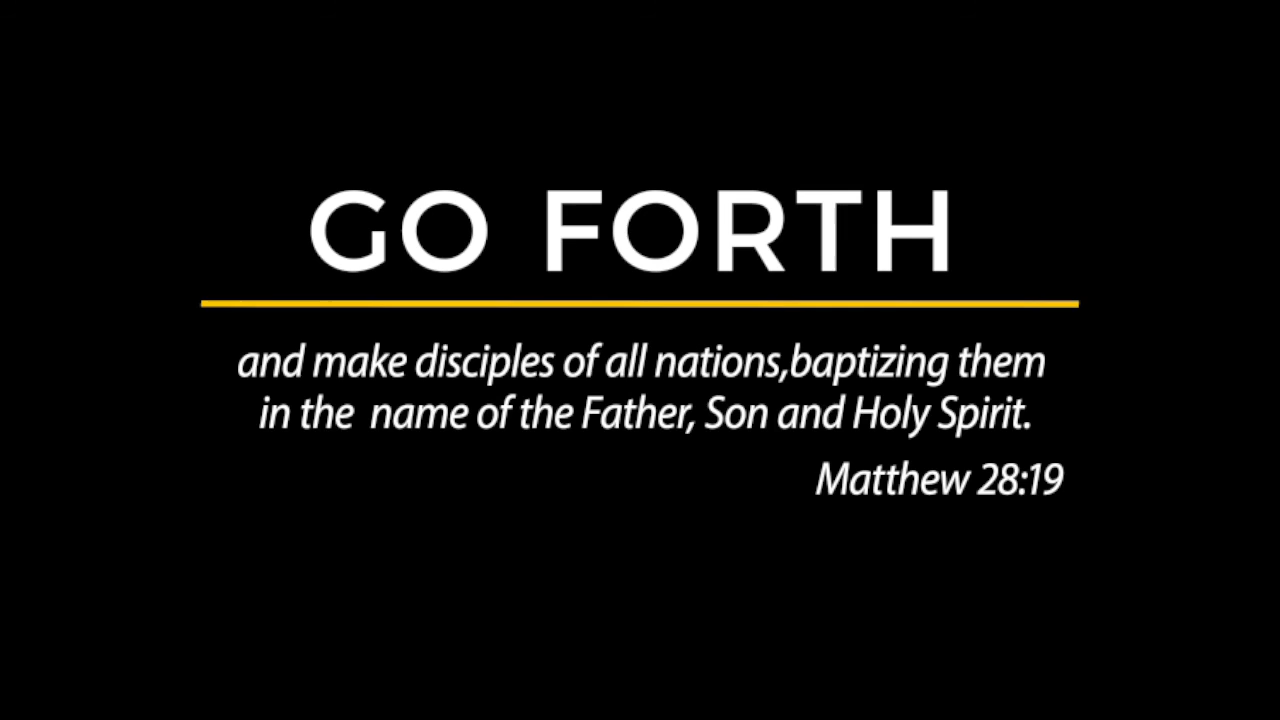 GO FORTH
and make disciples of all nations,baptizing them
in the name of the Father, Son and Holy Spirit.
Matthew 28:19